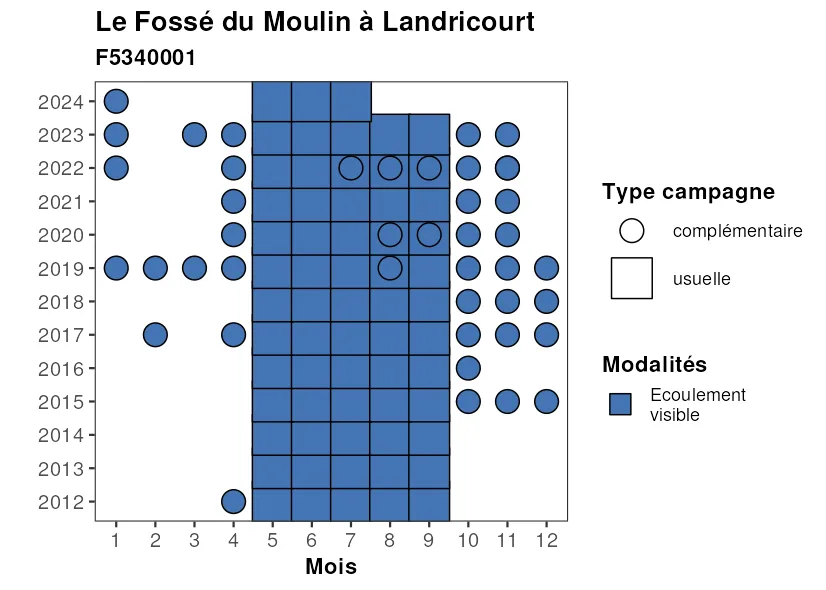 Le Fossé du Moulin à Landricourt
F5340001
2024
2023
2022
2021
2020
2019
2018
2017
2016
2015
2014
2013
2012
1 2 3 4 5 6 7 8 9 10 11 12
Mois
Type campagne
complémentaire
usuelle
Modalités
Ecoulement
visible